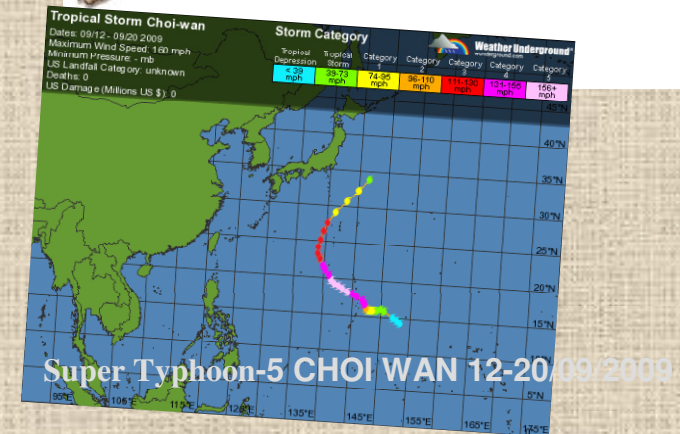 Tropical Storm Choi-wan
Dates: 09/12 - 09/20 2009
Maximum Wind Speed: 160 mph
Minimum Pressure: - mb
US Landfall Category: unknown
Deaths: 0
US Damage (Millions US $): 0
Storm Category
Weather Underground
wunderground.com
Tropical Depression
< 39 mph
Tropical Storm
39-73 mph
Category 1
74-95 mph
Category 2
96-110 mph
Category 3
111-130 mph
Category 4
131-155 mph
Category 5
156+ mph
45°N
40°N
35°N
30°N
25°N
20°N
15°N
5°N
95°E
105°E
115°E
125°E
135°E
145°E
155°E
165°E
175°E
Super Typhoon-5 CHOI WAN 12-20/09/2009